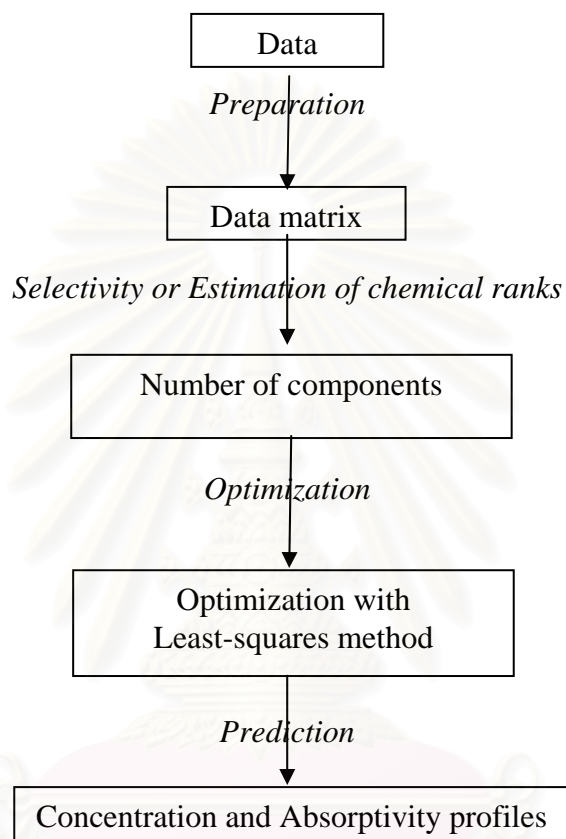 Data
Preparation
Data matrix
Selectivity or Estimation of chemical ranks
Number of components
Optimization
Optimization with
Least-squares method
Prediction
Concentration and Absorptivity profiles